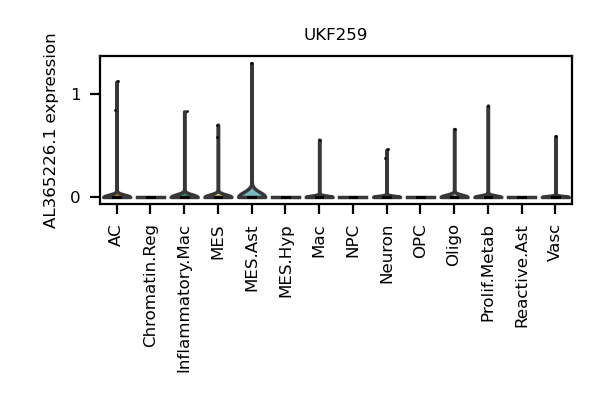 UKF259
AL365226.1 expression
1
0
AC
Chromatin.Reg
Inflammatory.Mac
MES
MES.Ast
MES.Hyp
Mac
NPC
Neuron
OPC
Oligo
Prolif.Metab
Reactive.Ast
Vasc